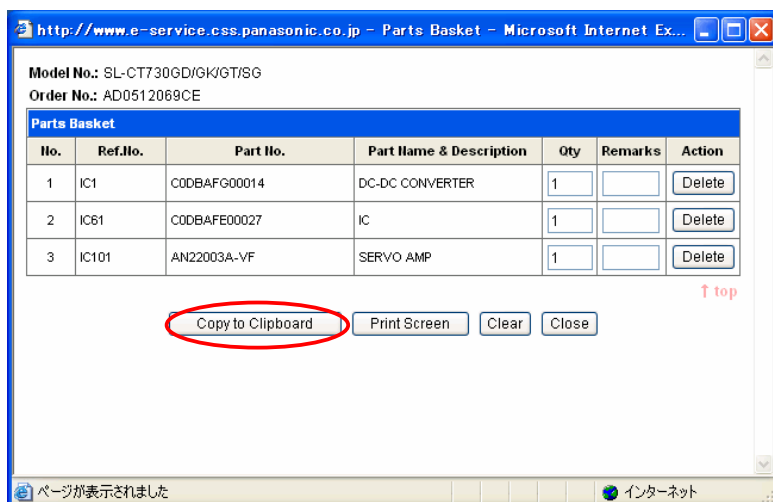 http://www.e-service.css.panasonic.co.jp - Parts Basket - Microsoft Internet Ex...
Model No.: SL-CT730GD/GK/GT/SG
Order No.: AD0512069CE
Parts Basket
No. Ref.No. Part No. Part Name & Description Qty Remarks Action
1 IC1 C0DBAFG00014 DC-DC CONVERTER 1 Delete
2 IC61 C0DBAFE00027 IC 1 Delete
3 IC101 AN22003A-VF SERVO AMP 1 Delete
↑ top
Copy to Clipboard Print Screen Clear Close
ページが表示されました インターネット